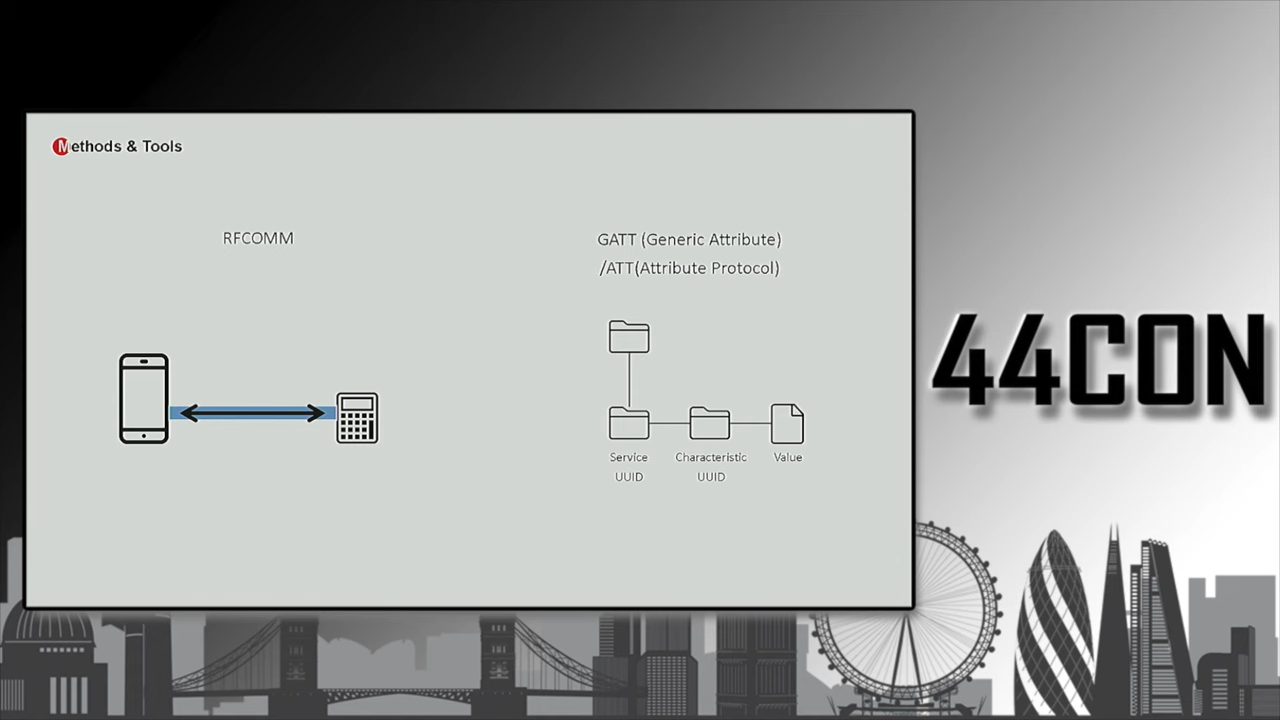 Methods & Tools
RFCOMM
GATT (Generic Attribute)
/ATT(Attribute Protocol)
Service
UUID
Characteristic
UUID
Value
44CON